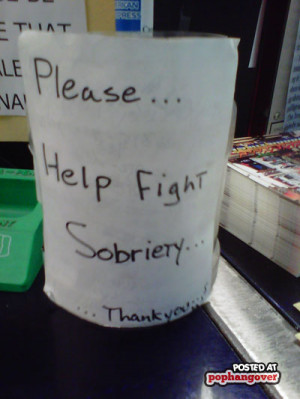 Please...
Help Fight
Sobriety...
...Thank you...!
POSTED AT
pophangover